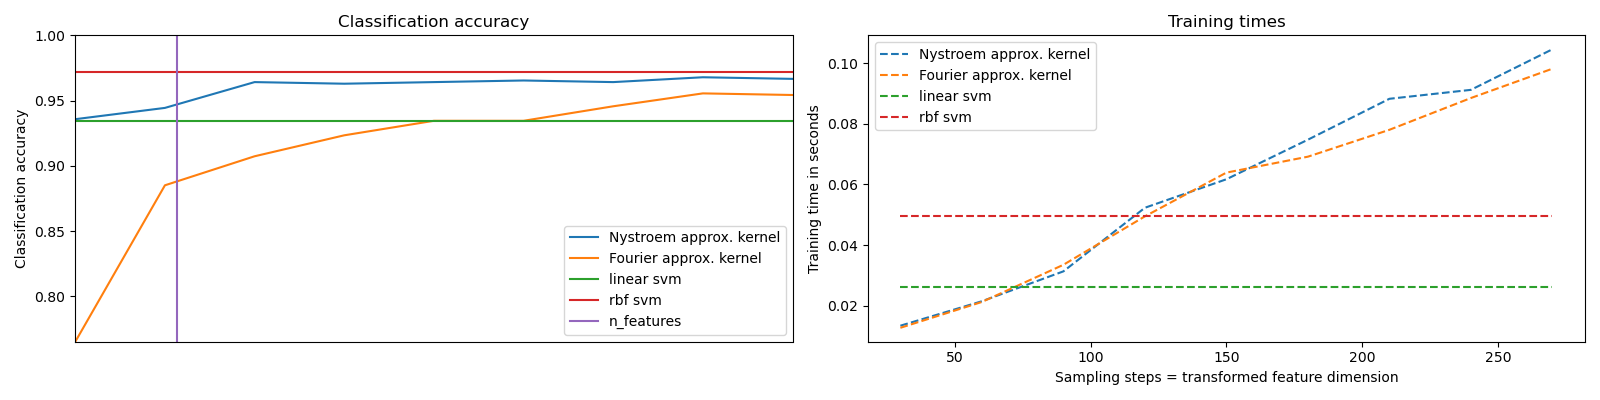 Classification accuracy
Classification accuracy
1.00
0.95
0.90
0.85
0.80
Nystroem approx. kernel
Fourier approx. kernel
linear svm
rbf svm
n_features
Training times
Training time in seconds
0.10
0.08
0.06
0.04
0.02
Nystroem approx. kernel
Fourier approx. kernel
linear svm
rbf svm
50 100 150 200 250
Sampling steps = transformed feature dimension